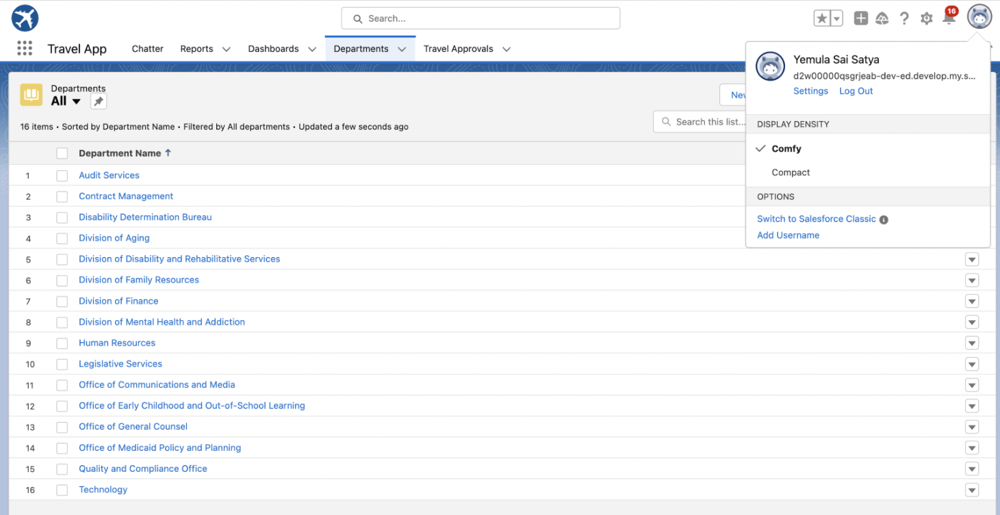 Search...
16
Travel App
Chatter
Reports
Dashboards
Departments
Travel Approvals
Yemula Sai Satya
d2w00000qsgrjeab-dev-ed.develop.my.s...
Settings Log Out
Departments
All
16 items • Sorted by Department Name • Filtered by All departments • Updated a few seconds ago
Search this list...
DISPLAY DENSITY
Comfy
Compact
OPTIONS
Switch to Salesforce Classic
Add Username
Department Name
1 Audit Services
2 Contract Management
3 Disability Determination Bureau
4 Division of Aging
5 Division of Disability and Rehabilitative Services
6 Division of Family Resources
7 Division of Finance
8 Division of Mental Health and Addiction
9 Human Resources
10 Legislative Services
11 Office of Communications and Media
12 Office of Early Childhood and Out-of-School Learning
13 Office of General Counsel
14 Office of Medicaid Policy and Planning
15 Quality and Compliance Office
16 Technology